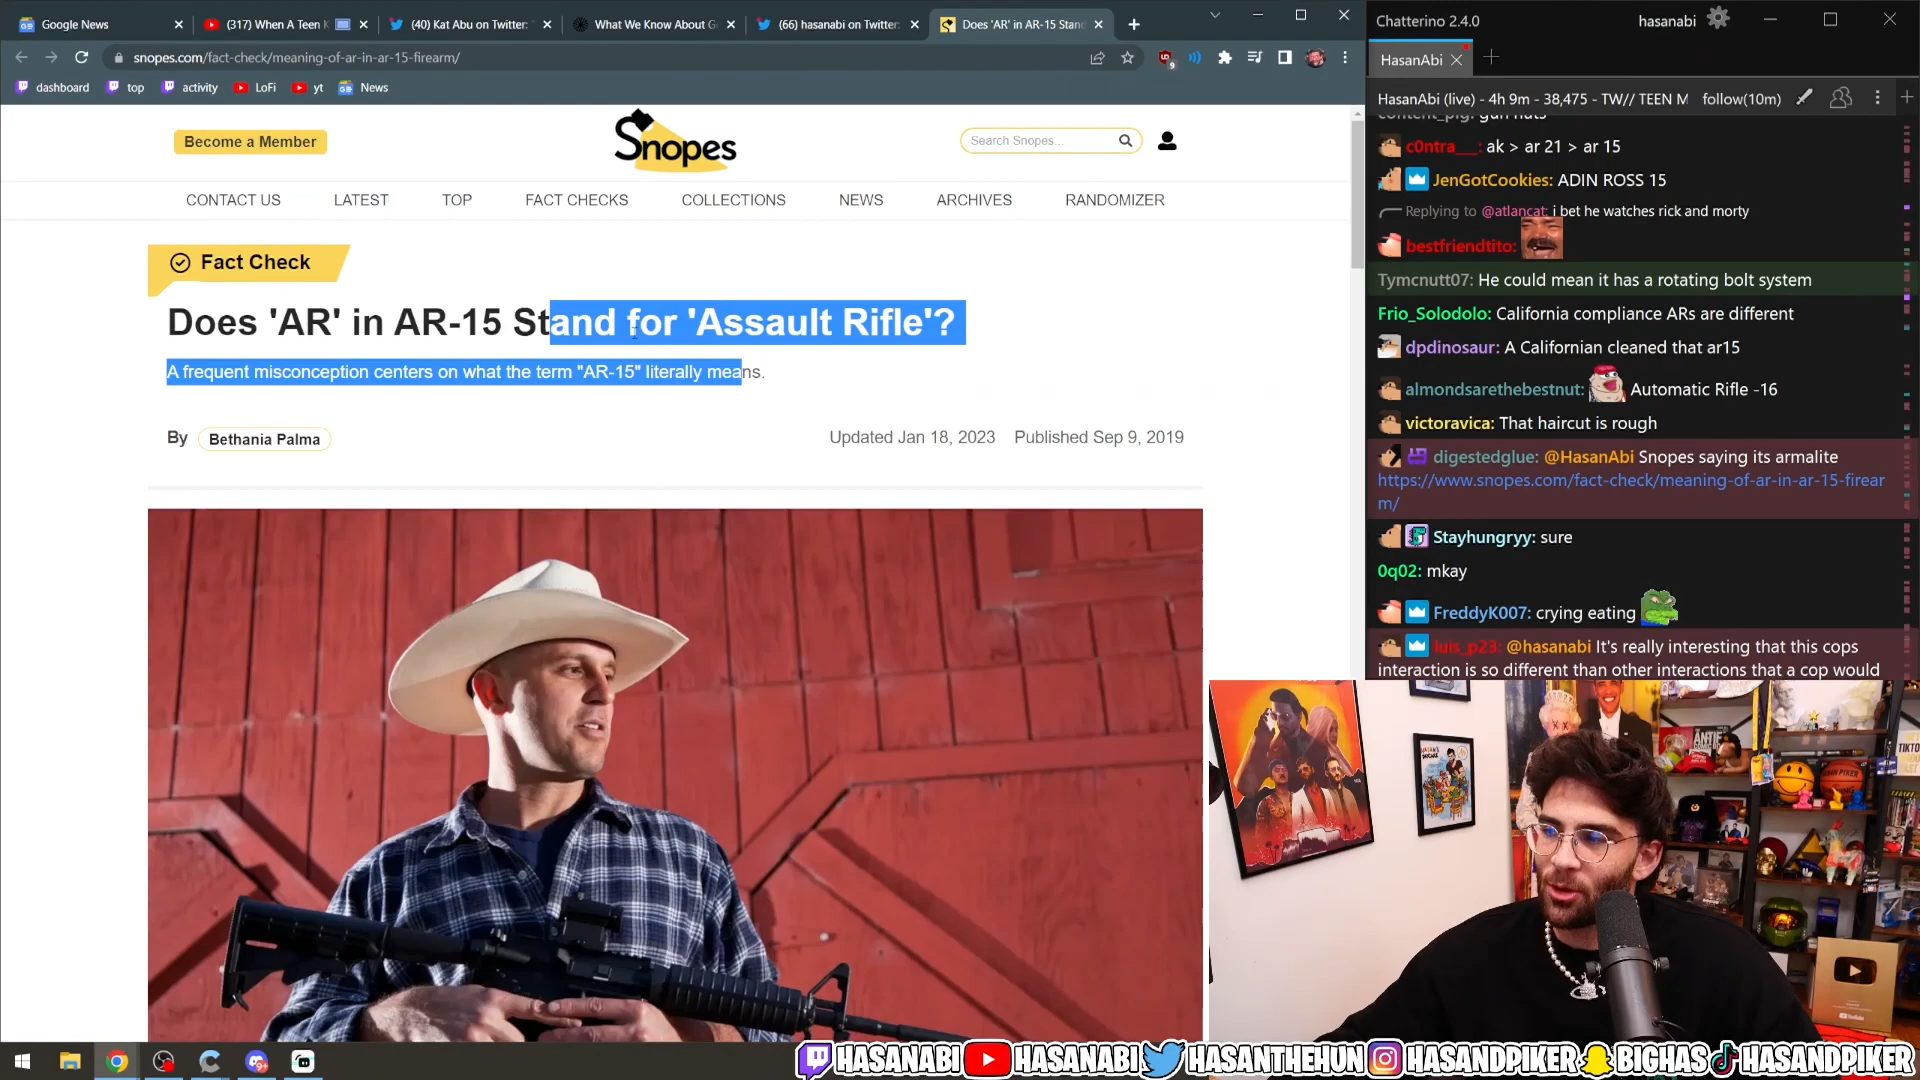 Google News
(317) When A Teen K
(40) Kat Abu on Twitter: "
What We Know About G
(66) hasanabi on Twitter:
Does 'AR' in AR-15 Stand
snopes.com/fact-check/meaning-of-ar-in-ar-15-firearm/
9
dashboard
top
activity
LoFi
yt
News
Become a Member
Snopes
Search Snopes...
CONTACT US
LATEST
TOP
FACT CHECKS
COLLECTIONS
NEWS
ARCHIVES
RANDOMIZER
Fact Check
Does 'AR' in AR-15 Stand for 'Assault Rifle'?
A frequent misconception centers on what the term "AR-15" literally means.
By Bethania Palma
Updated Jan 18, 2023 Published Sep 9, 2019
Chatterino 2.4.0
hasanabi
HasanAbi
HasanAbi (live) - 4h 9m - 38,475 - TW// TEEN M
follow(10m)
content_pig: gun nuts
c0ntra___: ak > ar 21 > ar 15
JenGotCookies: ADIN ROSS 15
Replying to @atlancat: i bet he watches rick and morty
bestfriendtito:
Tymcnutt07: He could mean it has a rotating bolt system
Frio_Solodolo: California compliance ARs are different
dpdinosaur: A Californian cleaned that ar15
almondsarethebestnut: Automatic Rifle -16
victoravica: That haircut is rough
digestedglue: @HasanAbi Snopes saying its armalite
https://www.snopes.com/fact-check/meaning-of-ar-in-ar-15-firear
m/
Stayhungryy: sure
0q02: mkay
FreddyK007: crying eating
luis_p23: @hasanabi It's really interesting that this cops
interaction is so different than other interactions that a cop would
HASANABI
HASANABI
HASANTHEHUN
HASANDPIKER
BIGHAS
HASANDPIKER